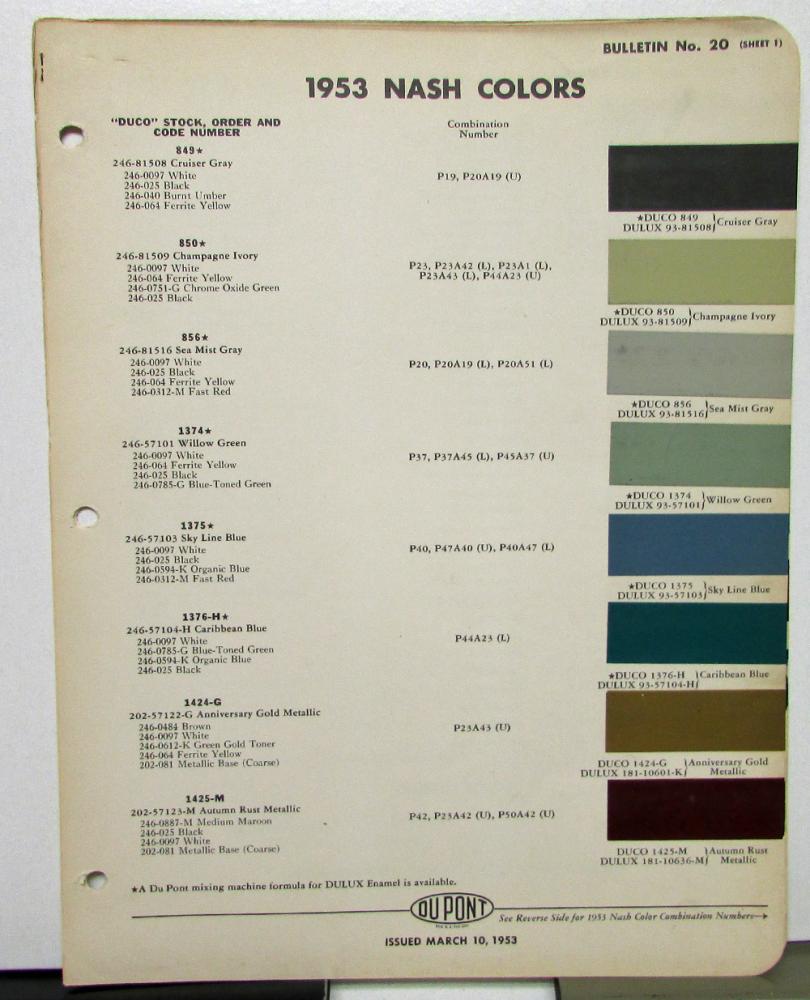 BULLETIN No. 20 (SHEET 1)
1953 NASH COLORS
"DUCO" STOCK, ORDER AND
CODE NUMBER
Combination
Number
849★
246-81508 Cruiser Gray
246-0097 White
246-025 Black
246-040 Burnt Umber
246-064 Ferrite Yellow
P19, P20A19 (U)
★DUCO 849
DULUX 93-81508
Cruiser Gray
850★
246-81509 Champagne Ivory
246-0097 White
246-064 Ferrite Yellow
246-0751-G Chrome Oxide Green
246-025 Black
P23, P23A42 (L), P23A1 (L),
P23A43 (L), P44A23 (U)
★DUCO 850
DULUX 93-81509
Champagne Ivory
856★
246-81516 Sea Mist Gray
246-0097 White
246-025 Black
246-064 Ferrite Yellow
246-0312-M Fast Red
P20, P20A19 (L), P20A51 (L)
★DUCO 856
DULUX 93-81516
Sea Mist Gray
1374★
246-57101 Willow Green
246-0097 White
246-064 Ferrite Yellow
246-025 Black
246-0785-G Blue-Toned Green
P37, P37A45 (L), P45A37 (U)
★DUCO 1374
DULUX 93-57101
Willow Green
1375★
246-57103 Sky Line Blue
246-0097 White
246-025 Black
246-0594-K Organic Blue
246-0312-M Fast Red
P40, P47A40 (U), P40A47 (L)
★DUCO 1375
DULUX 93-57103
Sky Line Blue
1376-H★
246-57104-H Caribbean Blue
246-0097 White
246-0785-G Blue-Toned Green
246-0594-K Organic Blue
246-025 Black
P44A23 (L)
★DUCO 1376-H
DULUX 93-57104-H
Caribbean Blue
1424-G
202-57122-G Anniversary Gold Metallic
246-0484 Brown
246-0097 White
246-0612-K Green Gold Toner
246-064 Ferrite Yellow
202-081 Metallic Base (Coarse)
P23A43 (U)
DUCO 1424-G
DULUX 181-10601-K
Anniversary Gold
Metallic
1425-M
202-57123-M Autumn Rust Metallic
246-0887-M Medium Maroon
246-025 Black
246-0097 White
202-081 Metallic Base (Coarse)
P42, P23A42 (U), P50A42 (U)
DUCO 1425-M
DULUX 181-10636-M
Autumn Rust
Metallic
★A Du Pont mixing machine formula for DULUX Enamel is available.
DU PONT
See Reverse Side for 1953 Nash Color Combination Numbers
ISSUED MARCH 10, 1953